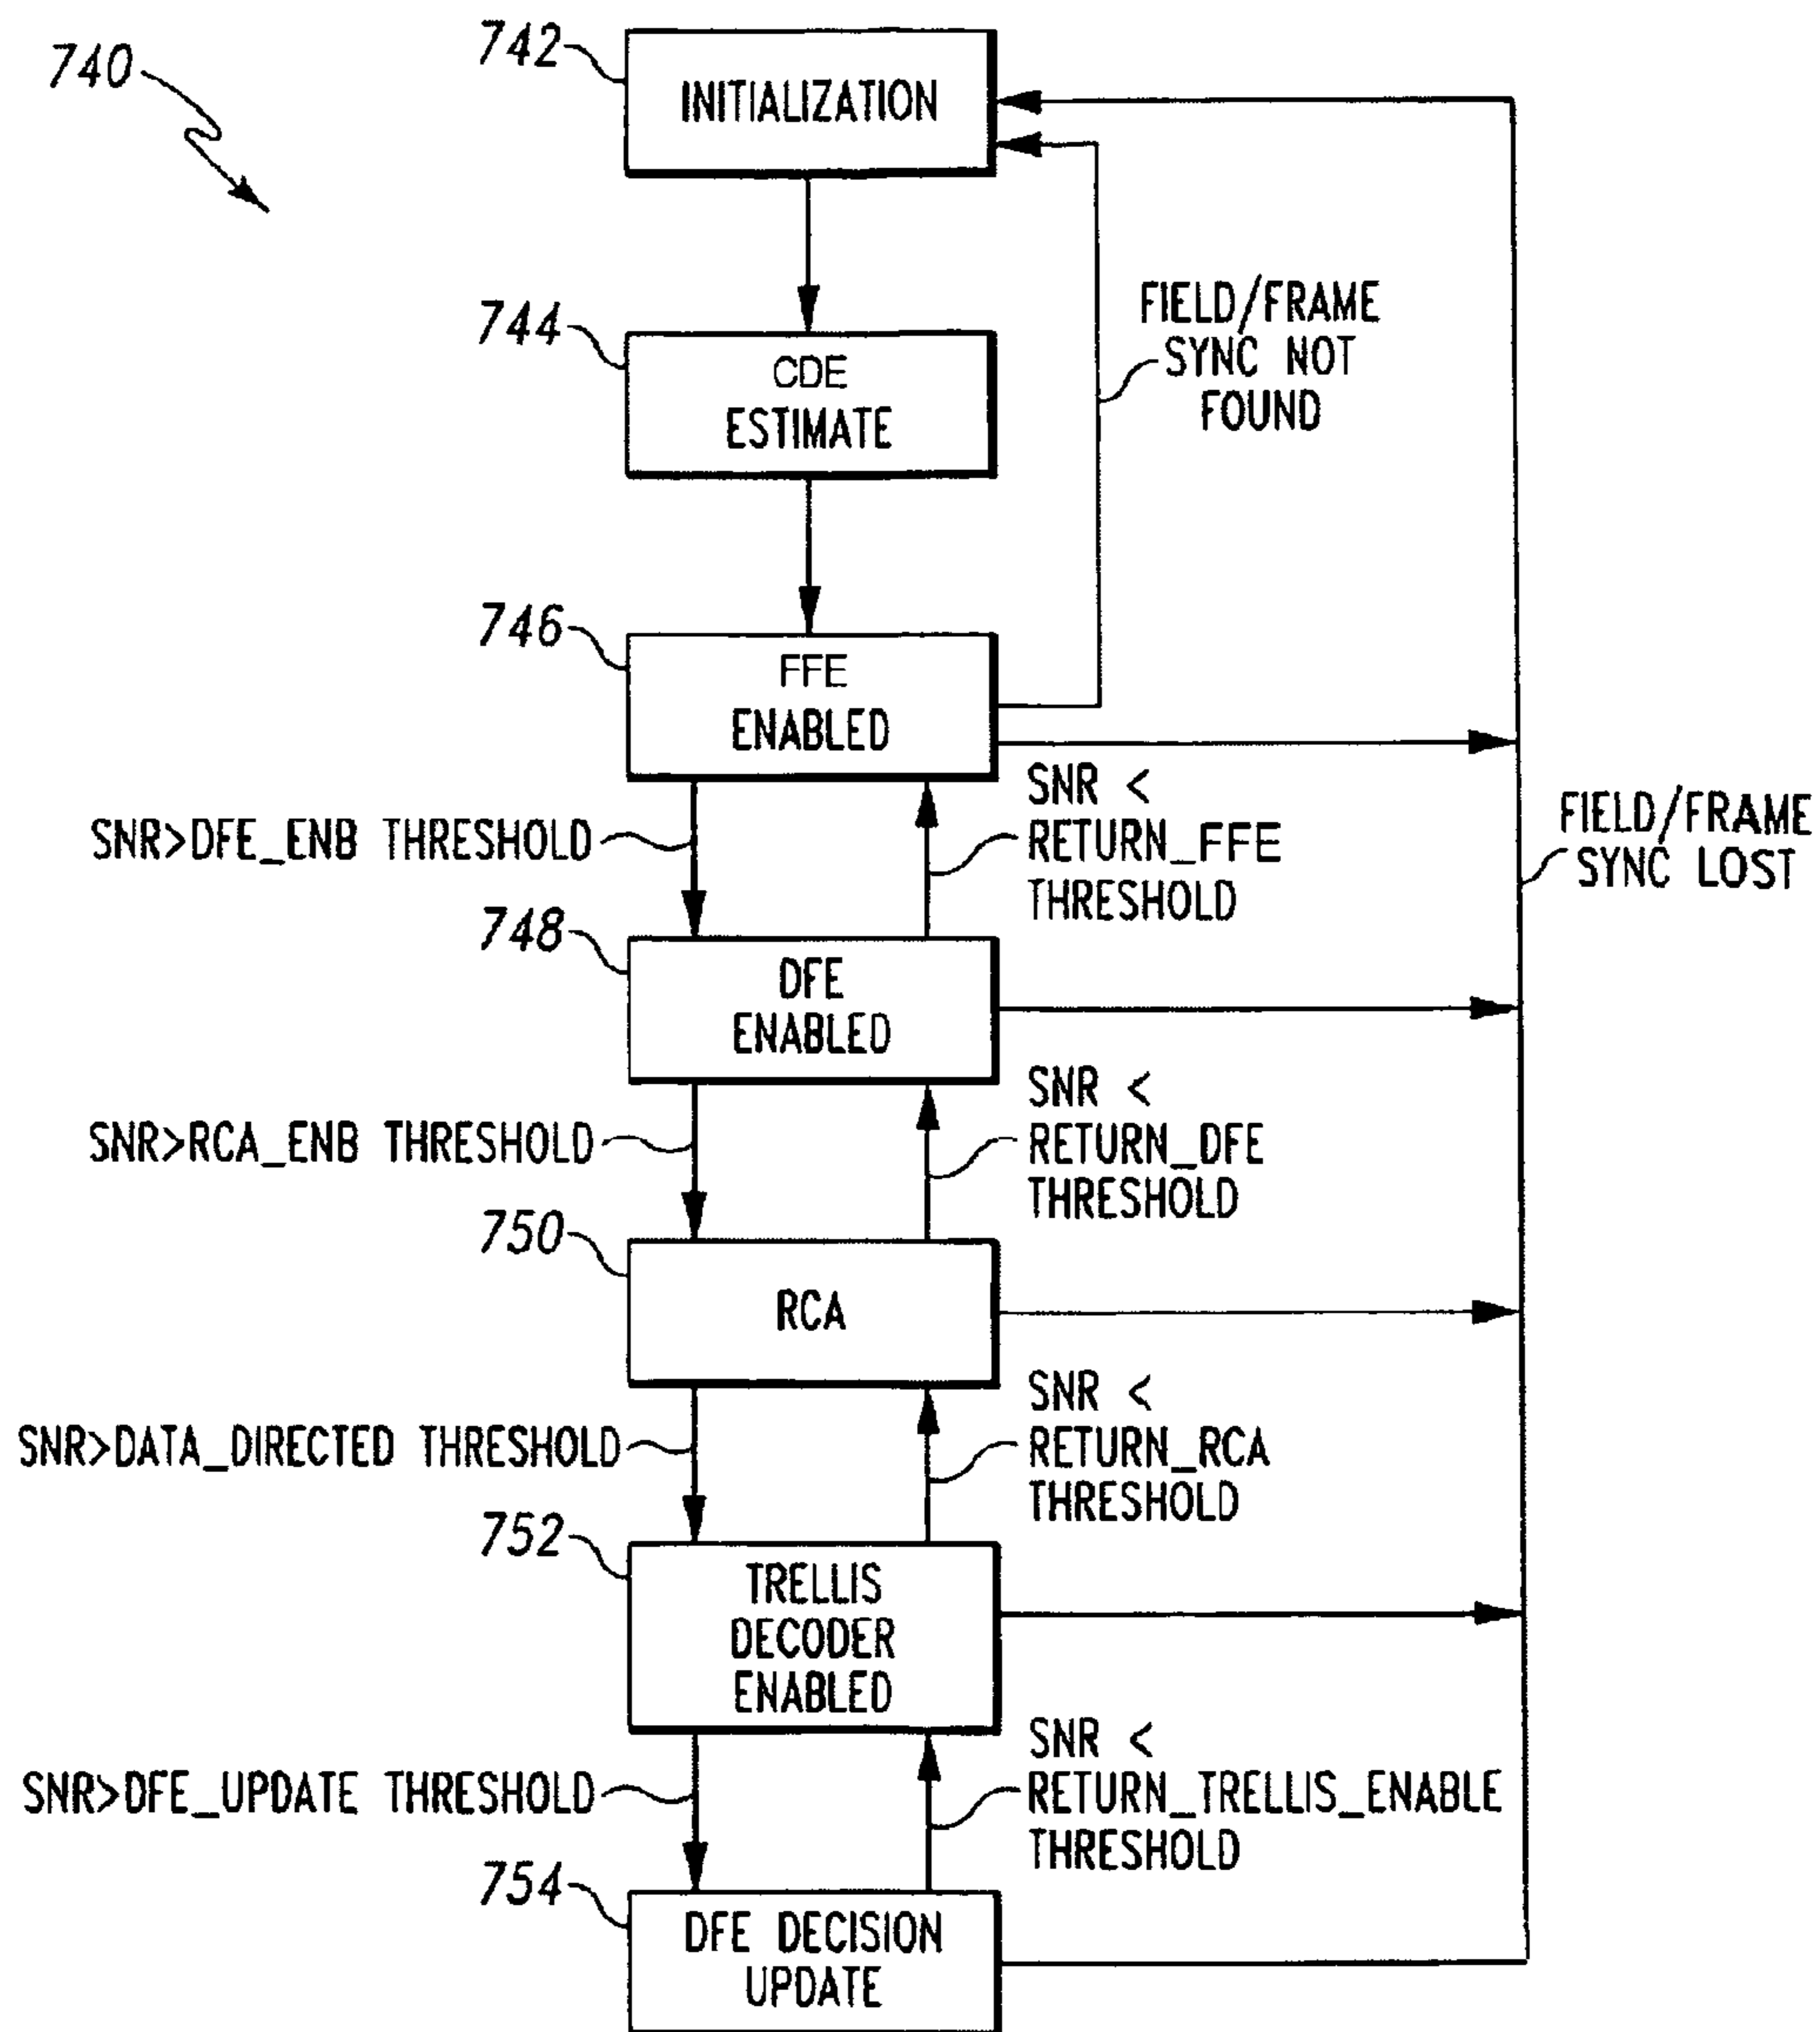 740
742
INITIALIZATION
744
CDE
ESTIMATE
FIELD/FRAME
SYNC NOT
FOUND
746
FFE
ENABLED
SNR>DFE_ENB THRESHOLD
SNR <
RETURN_FFE
THRESHOLD
FIELD/FRAME
SYNC LOST
748
DFE
ENABLED
SNR>RCA_ENB THRESHOLD
SNR <
RETURN_DFE
THRESHOLD
750
RCA
SNR>DATA_DIRECTED THRESHOLD
SNR <
RETURN_RCA
THRESHOLD
752
TRELLIS
DECODER
ENABLED
SNR>DFE_UPDATE THRESHOLD
SNR <
RETURN_TRELLIS_ENABLE
THRESHOLD
754
DFE DECISION
UPDATE